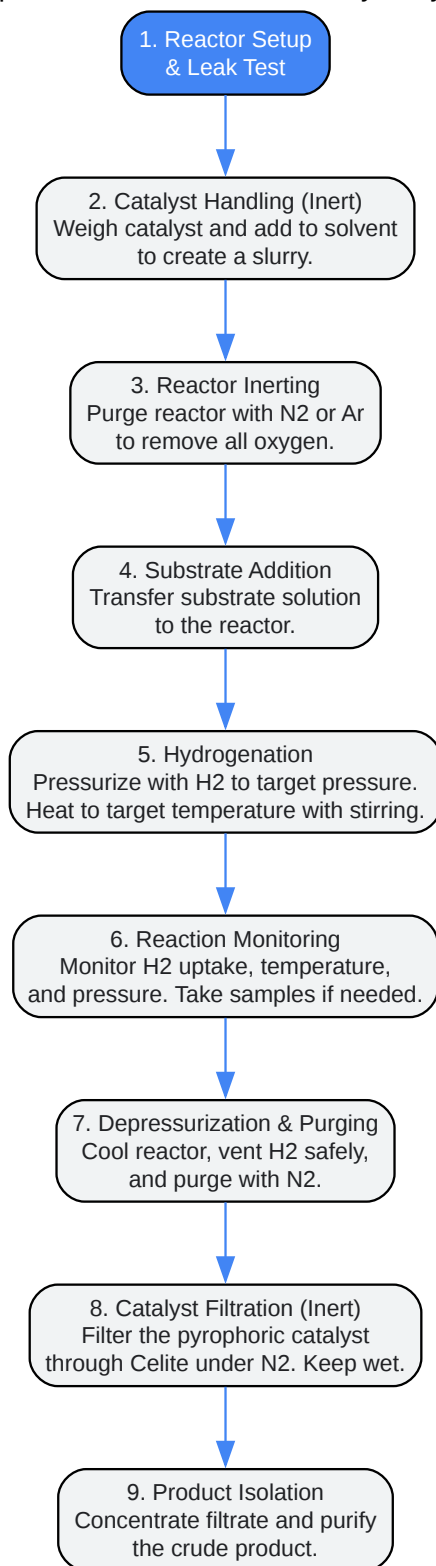 1. Reactor Setup
& Leak Test
2. Catalyst Handling (Inert)
Weigh catalyst and add to solvent
to create a slurry.
3. Reactor Inerting
Purge reactor with N2 or Ar
to remove all oxygen.
4. Substrate Addition
Transfer substrate solution
to the reactor.
5. Hydrogenation
Pressurize with H2 to target pressure.
Heat to target temperature with stirring.
6. Reaction Monitoring
Monitor H2 uptake, temperature,
and pressure. Take samples if needed.
7. Depressurization & Purging
Cool reactor, vent H2 safely,
and purge with N2.
8. Catalyst Filtration (Inert)
Filter the pyrophoric catalyst
through Celite under N2. Keep wet.
9. Product Isolation
Concentrate filtrate and purify
the crude product.